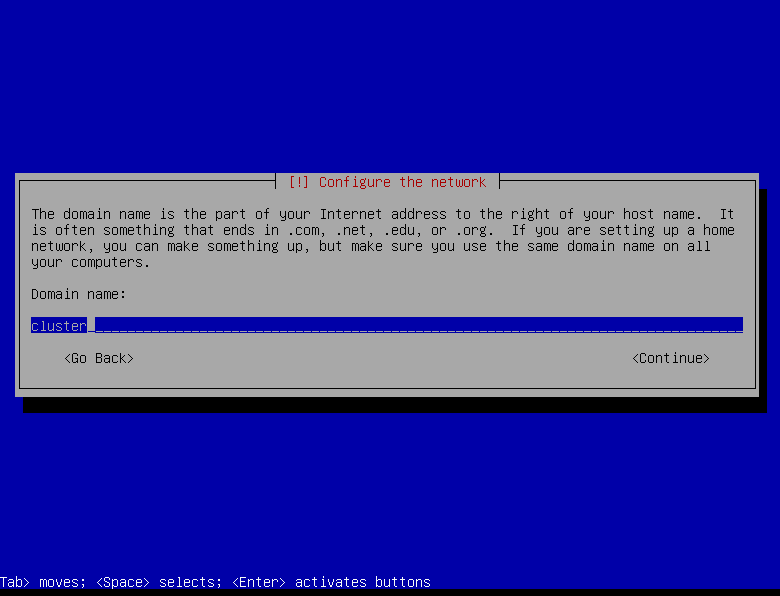 [!] Configure the network
The domain name is the part of your Internet address to the right of your host name.  It
is often something that ends in .com, .net, .edu, or .org.  If you are setting up a home
network, you can make something up, but make sure you use the same domain name on all
your computers.
Domain name:
cluster
<Go Back> <Continue>
Tab> moves; <Space> selects; <Enter> activates buttons